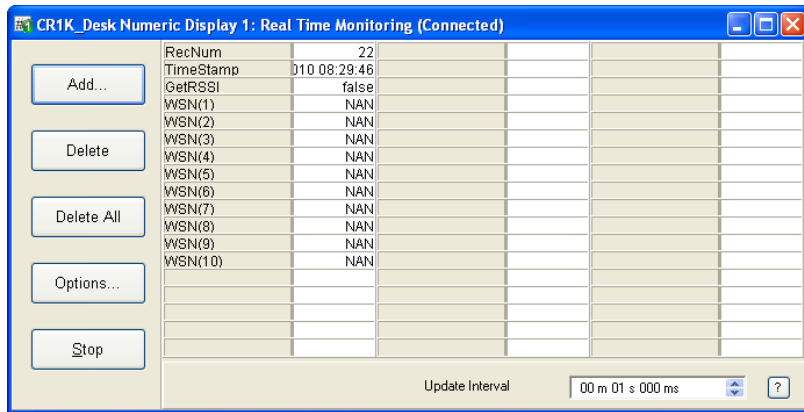 CR1K_Desk Numeric Display 1: Real Time Monitoring (Connected)
Add...
Delete
Delete All
Options...
Stop
RecNum 22
TimeStamp 010 08:29:46
GetRSSI false
WSN(1) NAN
WSN(2) NAN
WSN(3) NAN
WSN(4) NAN
WSN(5) NAN
WSN(6) NAN
WSN(7) NAN
WSN(8) NAN
WSN(9) NAN
WSN(10) NAN
Update Interval 00 m 01 s 000 ms ?